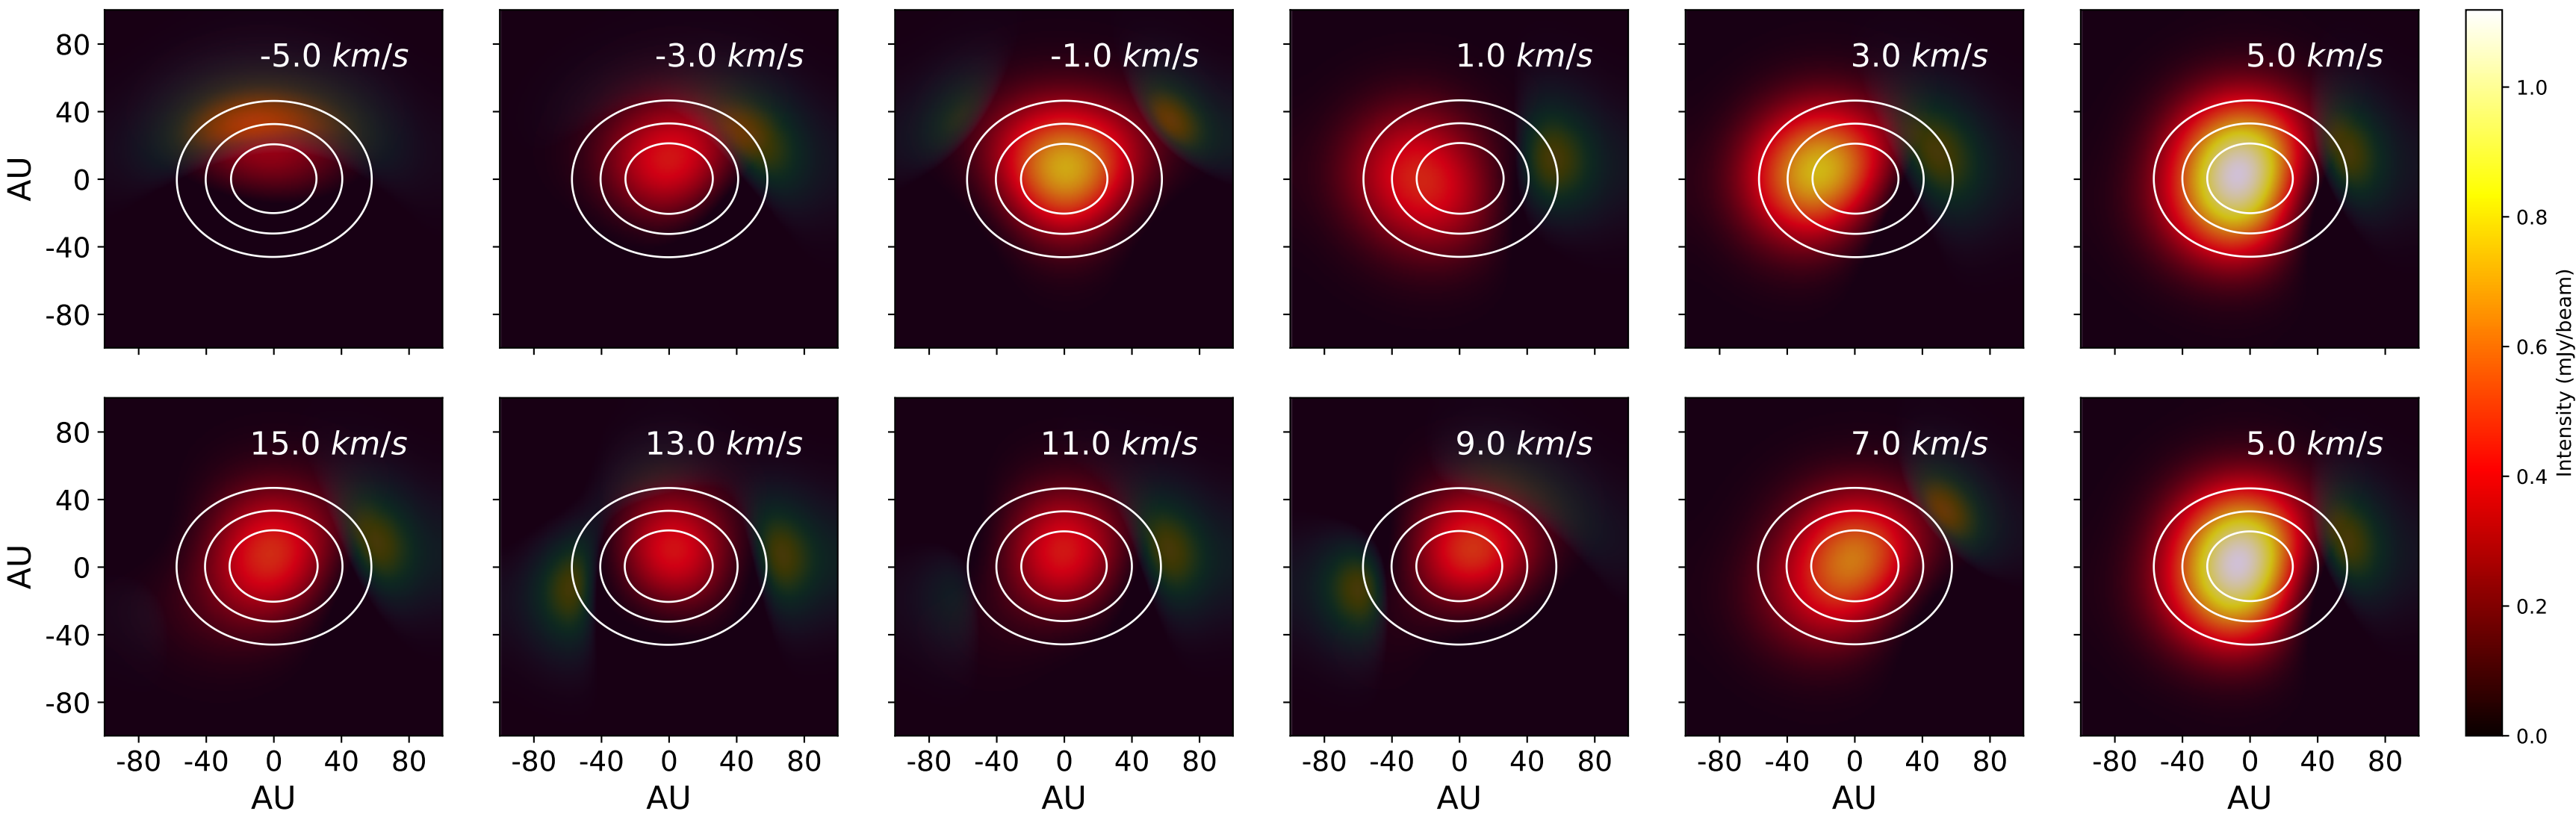 -5.0 km/s
-3.0 km/s
-1.0 km/s
1.0 km/s
3.0 km/s
5.0 km/s
80
40
0
-40
-80
AU
15.0 km/s
13.0 km/s
11.0 km/s
9.0 km/s
7.0 km/s
5.0 km/s
80
40
0
-40
-80
AU
-80 -40 0 40 80
-80 -40 0 40 80
-80 -40 0 40 80
-80 -40 0 40 80
-80 -40 0 40 80
-80 -40 0 40 80
AU
AU
AU
AU
AU
AU
1.0
0.8
0.6
0.4
0.2
0.0
Intensity (mJy/beam)